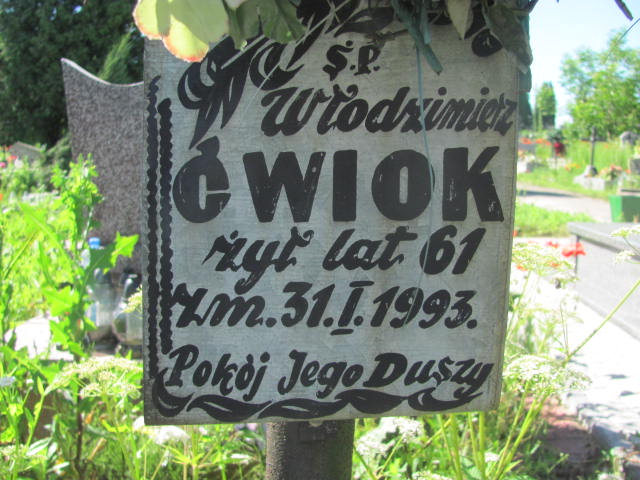 Ś.P.
Włodzimierz
ĆWIOK
żył lat 61
zm. 31.I.1993.
Pokój Jego Duszy